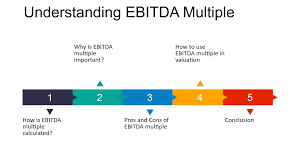 Understanding EBITDA Multiple
Why is EBITDA
multiple
important?
How to use
EBITDA multiple in
valuation
1 2 3 4 5
How is EBITDA
multiple
calculated?
Pros and Cons of
EBITDA multiple
Conclusion